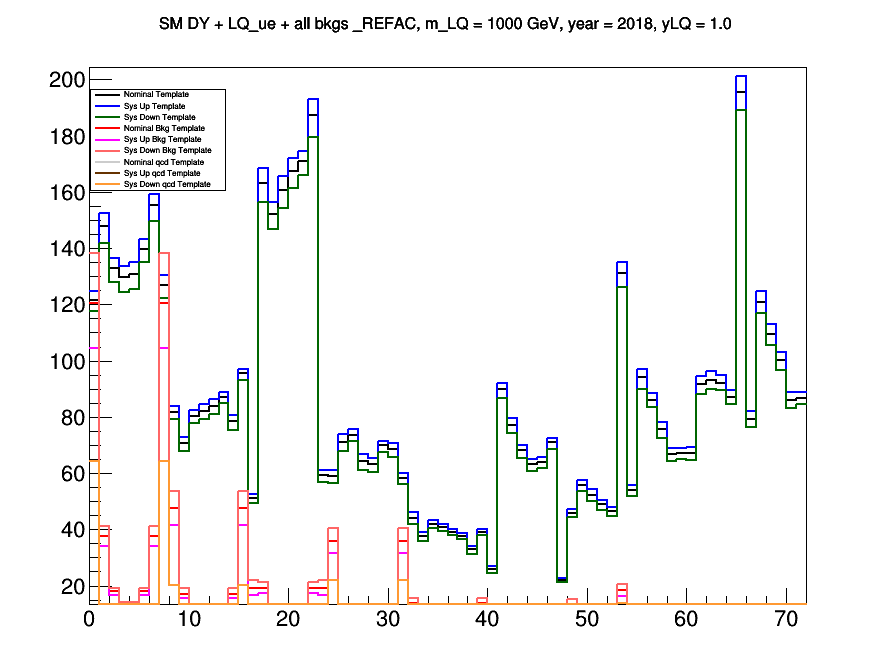 SM DY + LQ_ue + all bkgs _REFAC, m_LQ = 1000 GeV, year = 2018, yLQ = 1.0
200
180
160
140
120
100
80
60
40
20
Nominal Template
Sys Up Template
Sys Down Template
Nominal Bkg Template
Sys Up Bkg Template
Sys Down Bkg Template
Nominal qcd Template
Sys Up qcd Template
Sys Down qcd Template
0 10 20 30 40 50 60 70